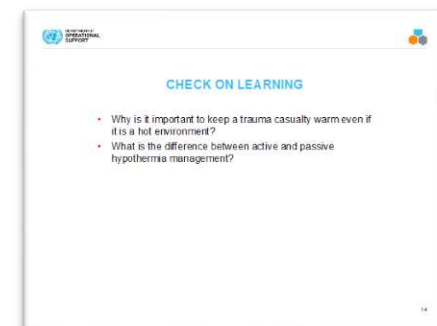 DEPARTMENT OF
OPERATIONAL
SUPPORT
CHECK ON LEARNING
• Why is it important to keep a trauma casualty warm even if
it is a hot environment?
• What is the difference between active and passive
hypothermia management?
14